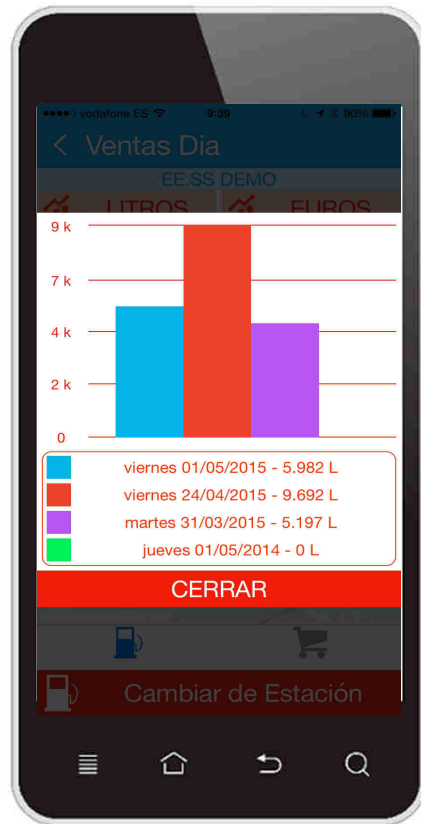 vodafone ES 9:39 90%
< Ventas Dia
EE.SS DEMO
LITROS EUROS
9 k
7 k
4 k
2 k
0
viernes 01/05/2015 - 5.982 L
viernes 24/04/2015 - 9.692 L
martes 31/03/2015 - 5.197 L
jueves 01/05/2014 - 0 L
CERRAR
Cambiar de Estación